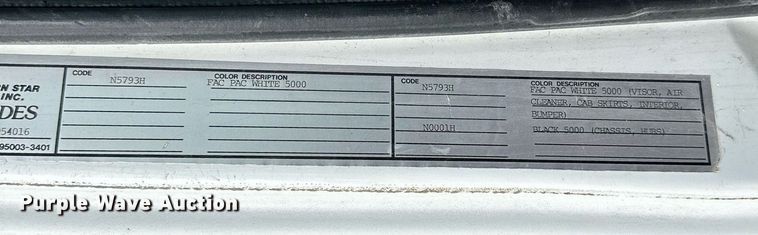 RN STAR
INC.
DES
54016
95003-3401
CODE
N5793H
COLOR DESCRIPTION
FAC PAC WHITE 5000
CODE
N5793H
N0001H
COLOR DESCRIPTION
FAC PAC WHITE 5000 (VISOR, AIR
CLEANER, CAB SKIRTS, INTERIOR,
BUMPER)
BLACK 5000 (CHASSIS, HUBS)
Purple Wave Auction